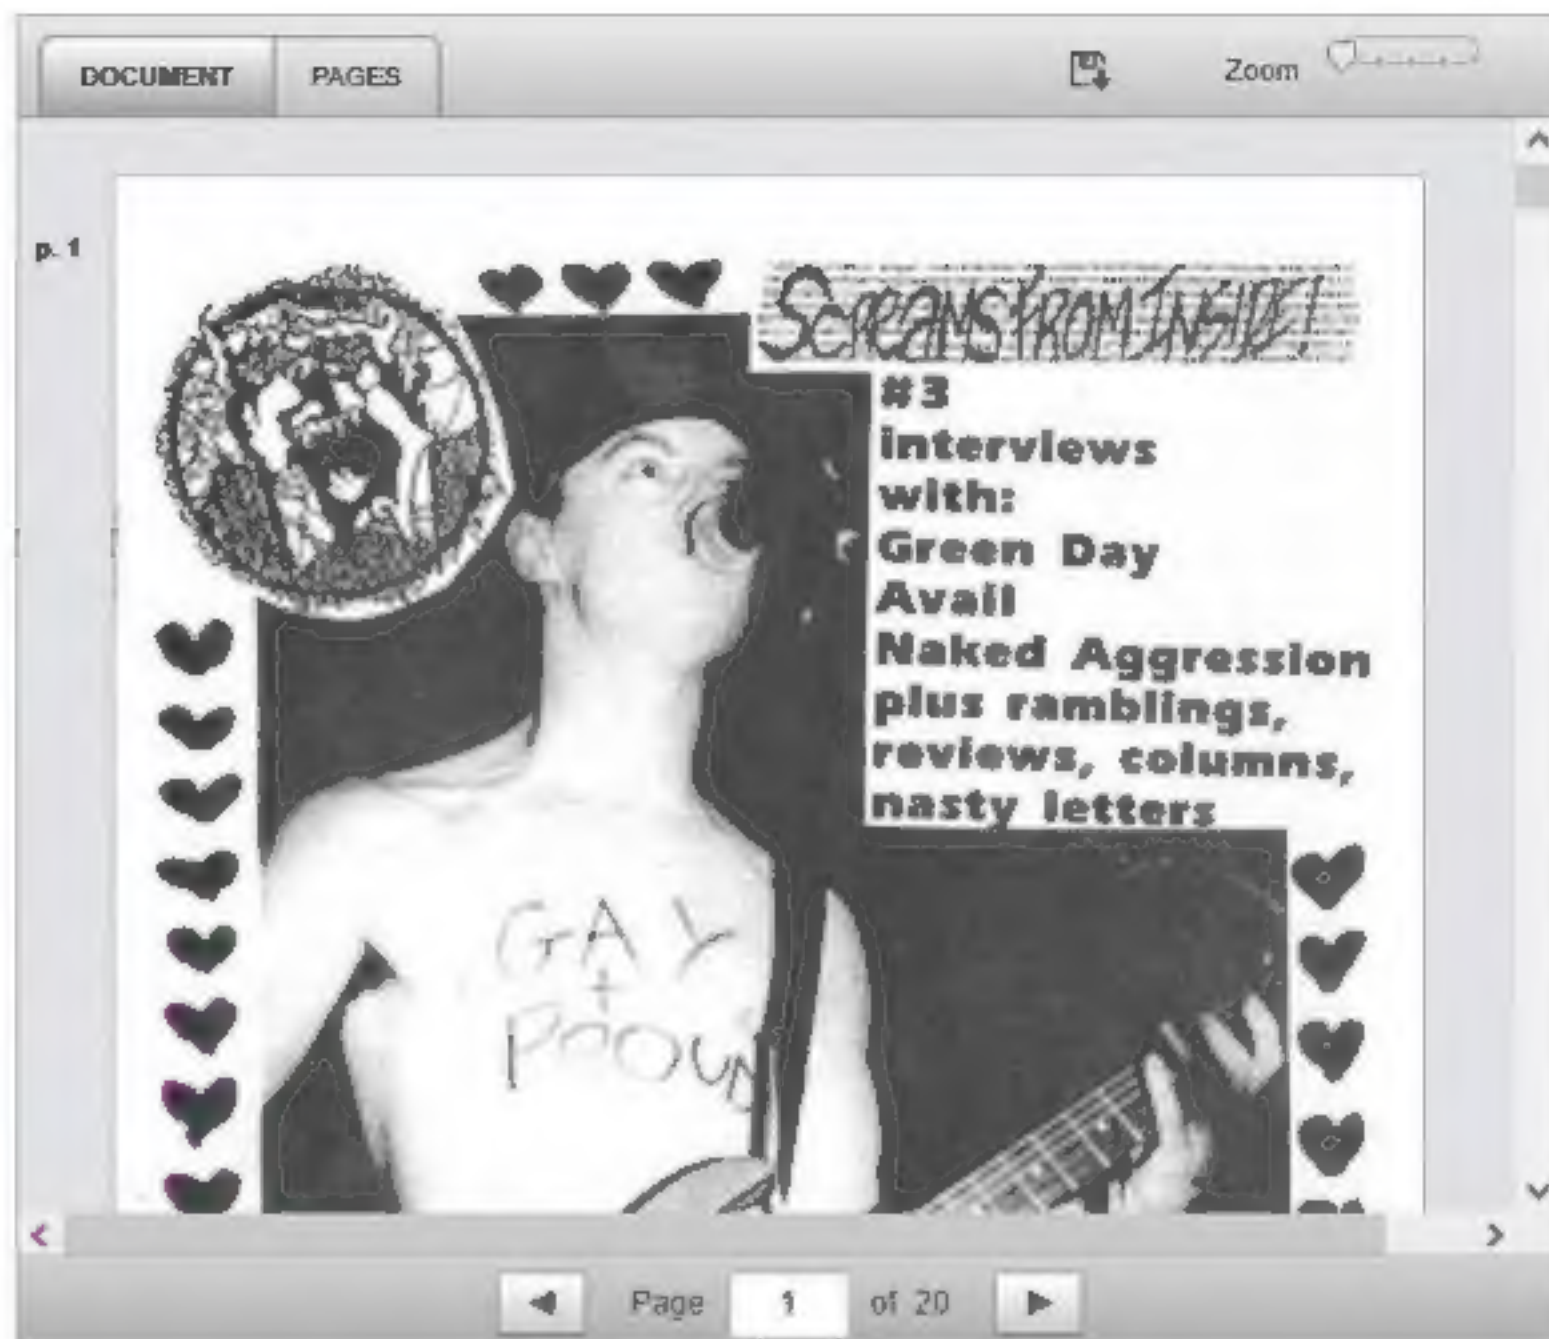 DOCUMENT
PAGES
Zoom
p. 1
SCREAMS FROM INSIDE!
#3
interviews
with:
Green Day
Avail
Naked Aggression
plus ramblings,
reviews, columns,
nasty letters
GAY
+
PROUD
Page 1 of 20